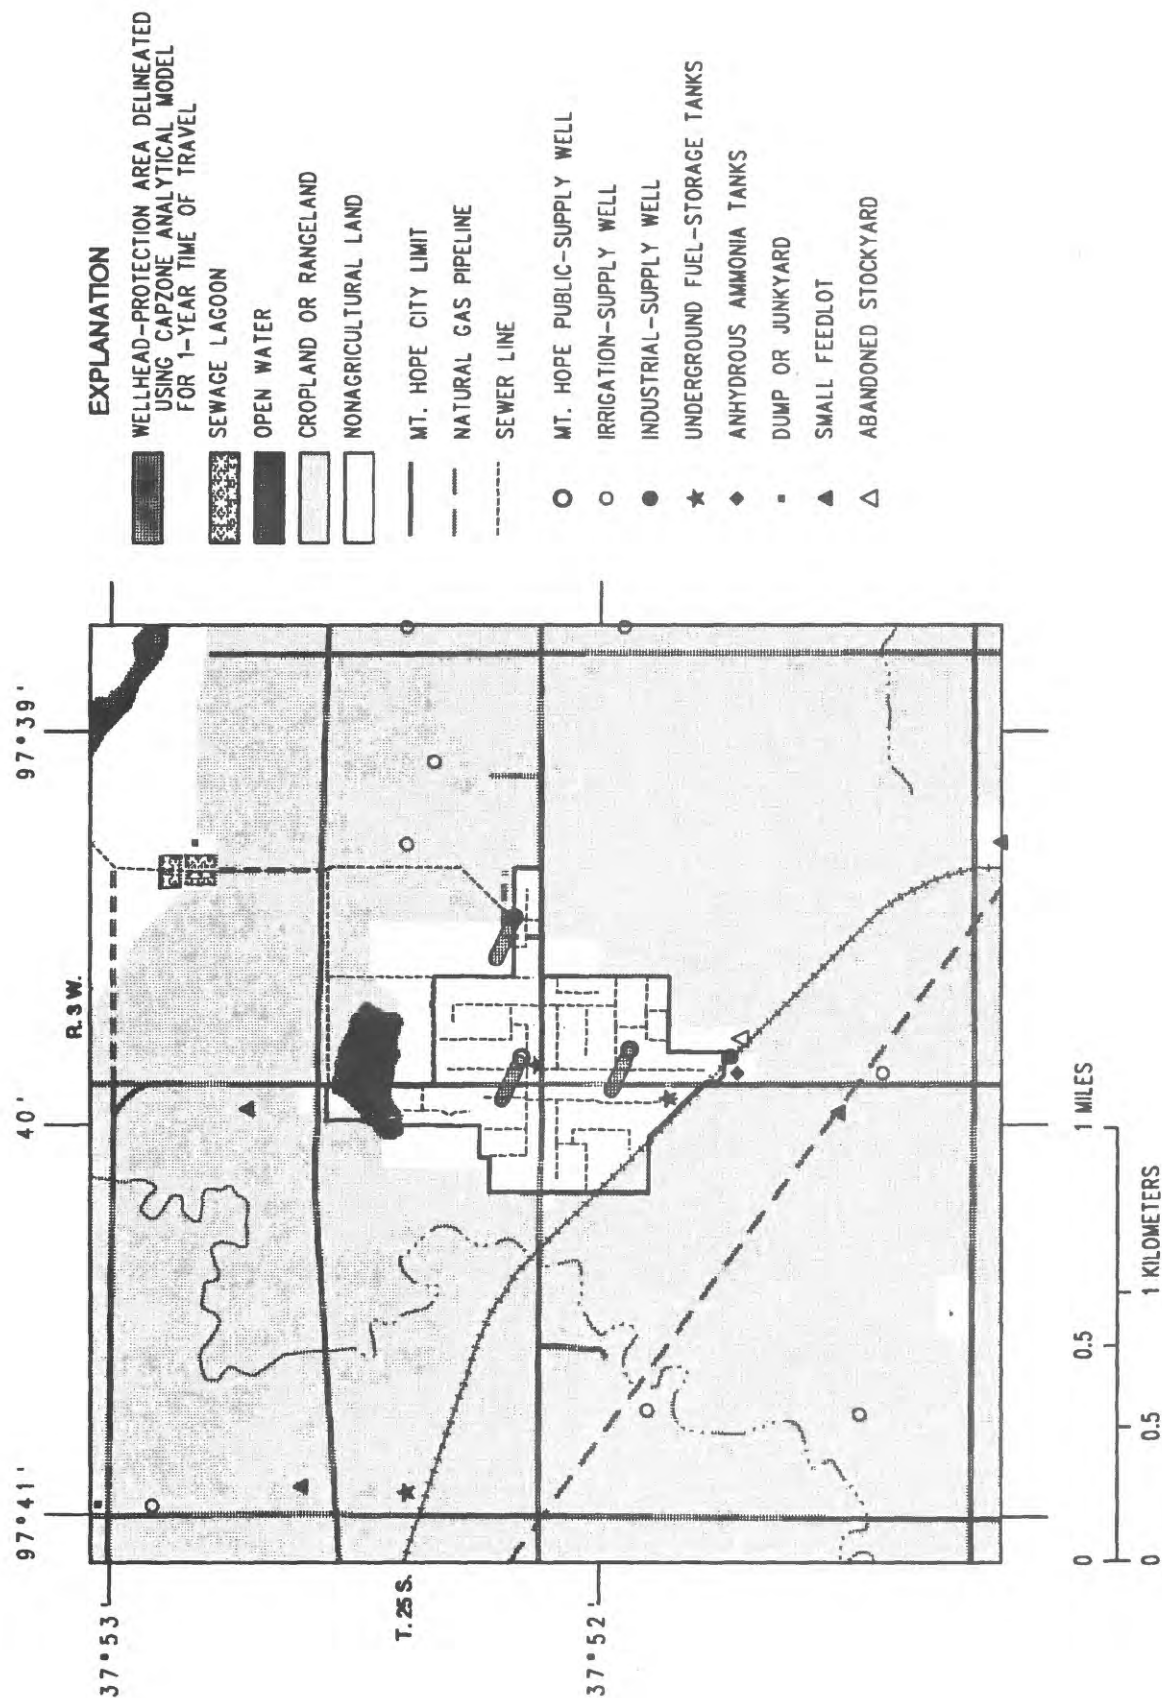 EXPLANATION
WELLHEAD-PROTECTION AREA DELINEATED
USING CAPZONE ANALYTICAL MODEL
FOR 1-YEAR TIME OF TRAVEL
SEWAGE LAGOON
OPEN WATER
CROPLAND OR RANGELAND
NONAGRICULTURAL LAND
MT. HOPE CITY LIMIT
NATURAL GAS PIPELINE
SEWER LINE
MT. HOPE PUBLIC-SUPPLY WELL
IRRIGATION-SUPPLY WELL
INDUSTRIAL-SUPPLY WELL
UNDERGROUND FUEL-STORAGE TANKS
ANHYDROUS AMMONIA TANKS
DUMP OR JUNKYARD
SMALL FEEDLOT
ABANDONED STOCKYARD
97°41'
40'
R. 3 W.
97°39'
37°53'
T. 25 S.
37°52'
0 0.5 1 MILES
0 0.5 1 KILOMETERS